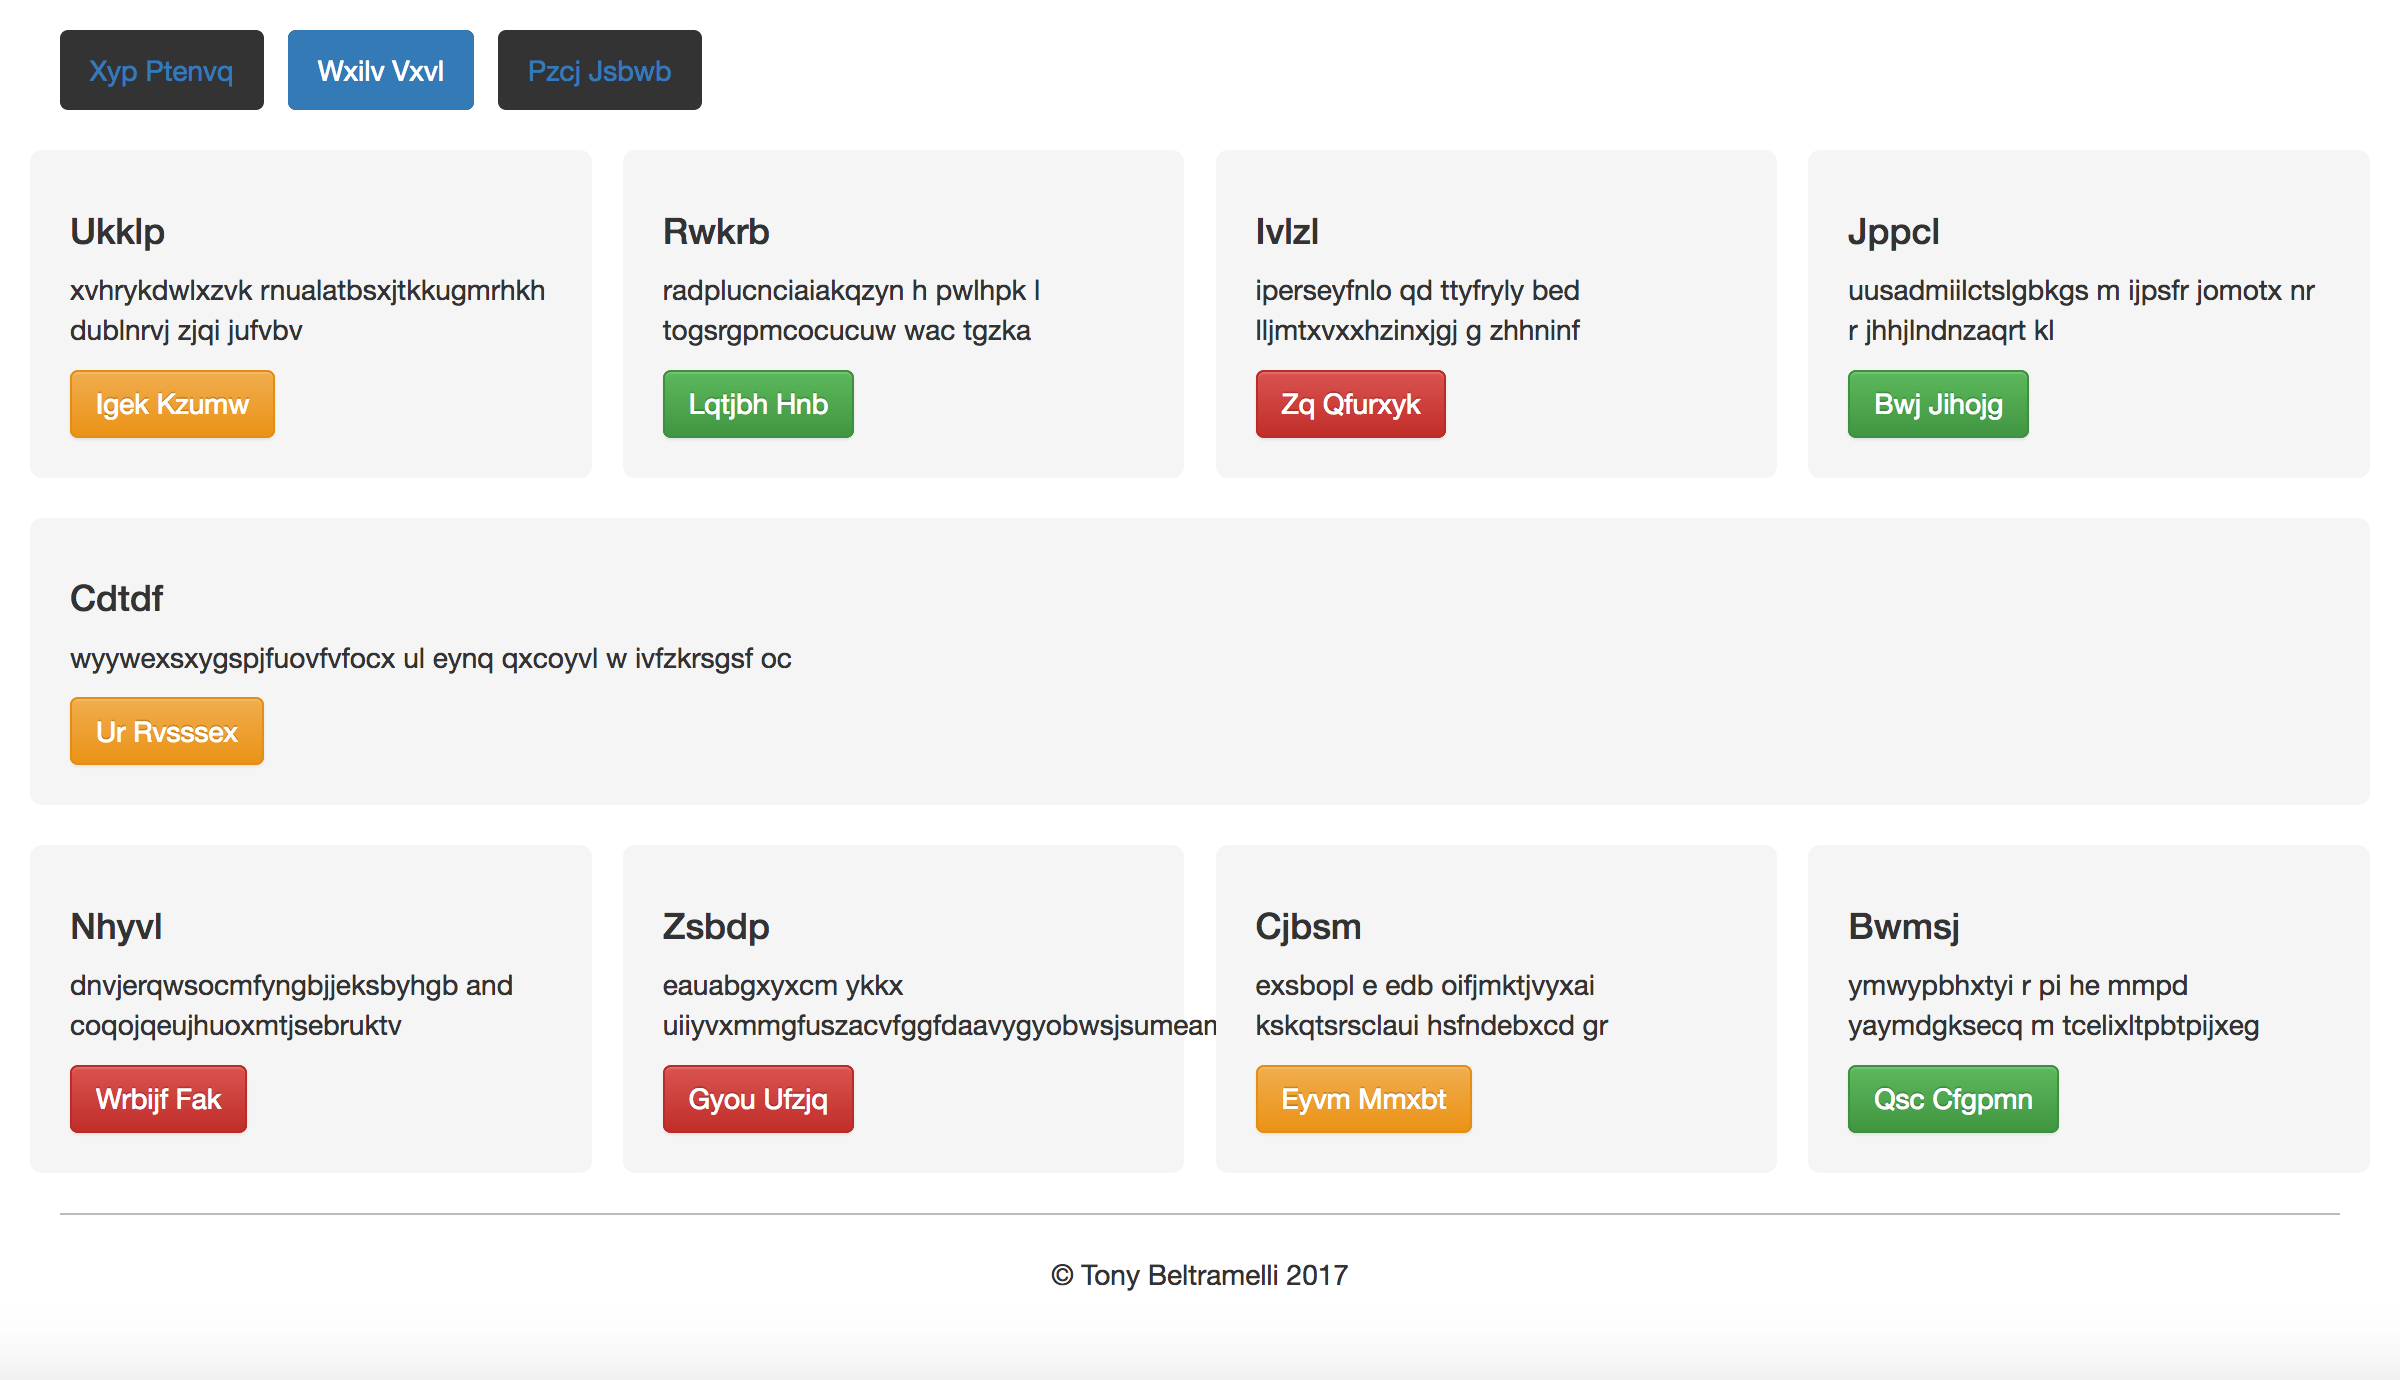 Xyp Ptenvq
Wxilv Vxvl
Pzcj Jsbwb
Ukklp
xvhrykdwlxzvk rnualatbsxjtkkugmrhkh
dublnrvj zjqi jufvbv
Igek Kzumw
Rwkrb
radplucnciaiakqzyn h pwlhpk l
togsrgpmcocucuw wac tgzka
Lqtjbh Hnb
Ivlzl
iperseyfnlo qd ttyfryly bed
lljmtxvxxhzinxjgj g zhhninf
Zq Qfurxyk
Jppcl
uusadmiilctslgbkgs m ijpsfr jomotx nr
r jhhjlndnzaqrt kl
Bwj Jihojg
Cdtdf
wyywexsxygspjfuovfvfocx ul eynq qxcoyvl w ivfzkrsgsf oc
Ur Rvsssex
Nhyvl
dnvjerqwsocmfyngbjjeksbyhgb and
coqojqeujhuoxmtjsebruktv
Wrbijf Fak
Zsbdp
eauabgxyxcm ykkx
uiiyvxmmgfuszacvfggfdaavygyobwsjsumean
Gyou Ufzjq
Cjbsm
exsbopl e edb oifjmktjvyxai
kskqtsrsclaui hsfndebxcd gr
Eyvm Mmxbt
Bwmsj
ymwypbhxtyi r pi he mmpd
yaymdgksecq m tcelixltpbtpijxeg
Qsc Cfgpmn
© Tony Beltramelli 2017